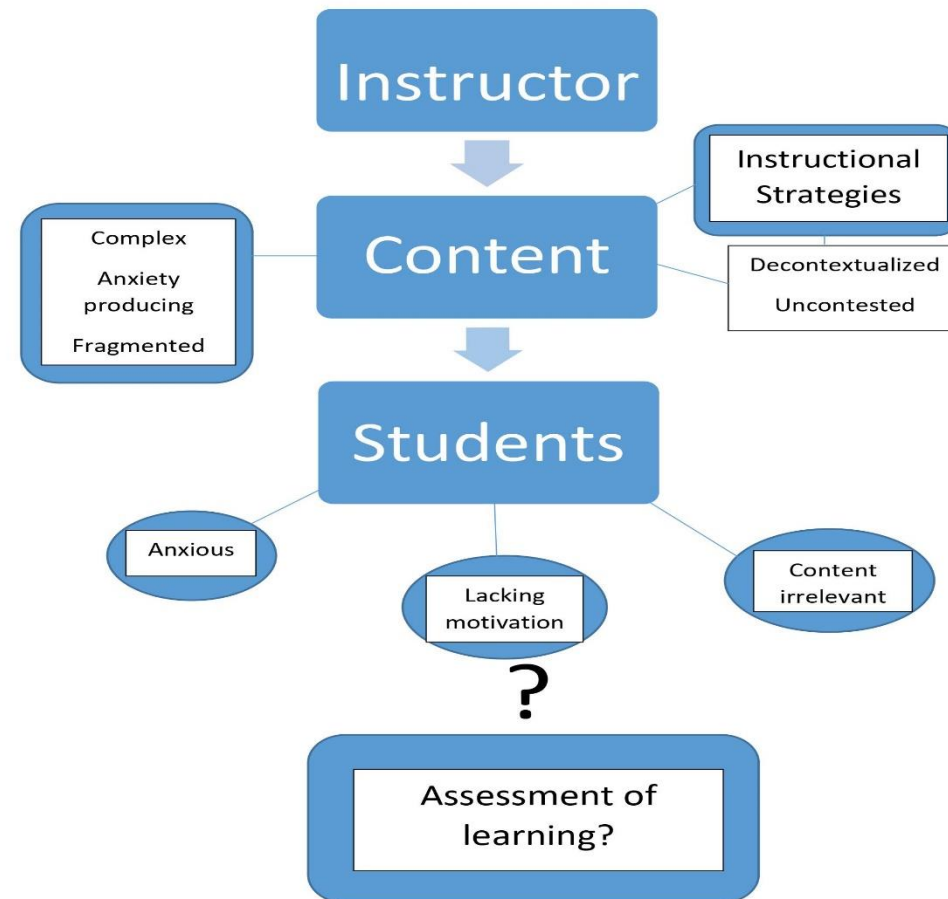 Instructor
Instructional
Strategies
Complex
Anxiety
producing
Fragmented
Content
Decontextualized
Uncontested
Students
Anxious
Lacking
motivation
Content
irrelevant
?
Assessment of
learning?